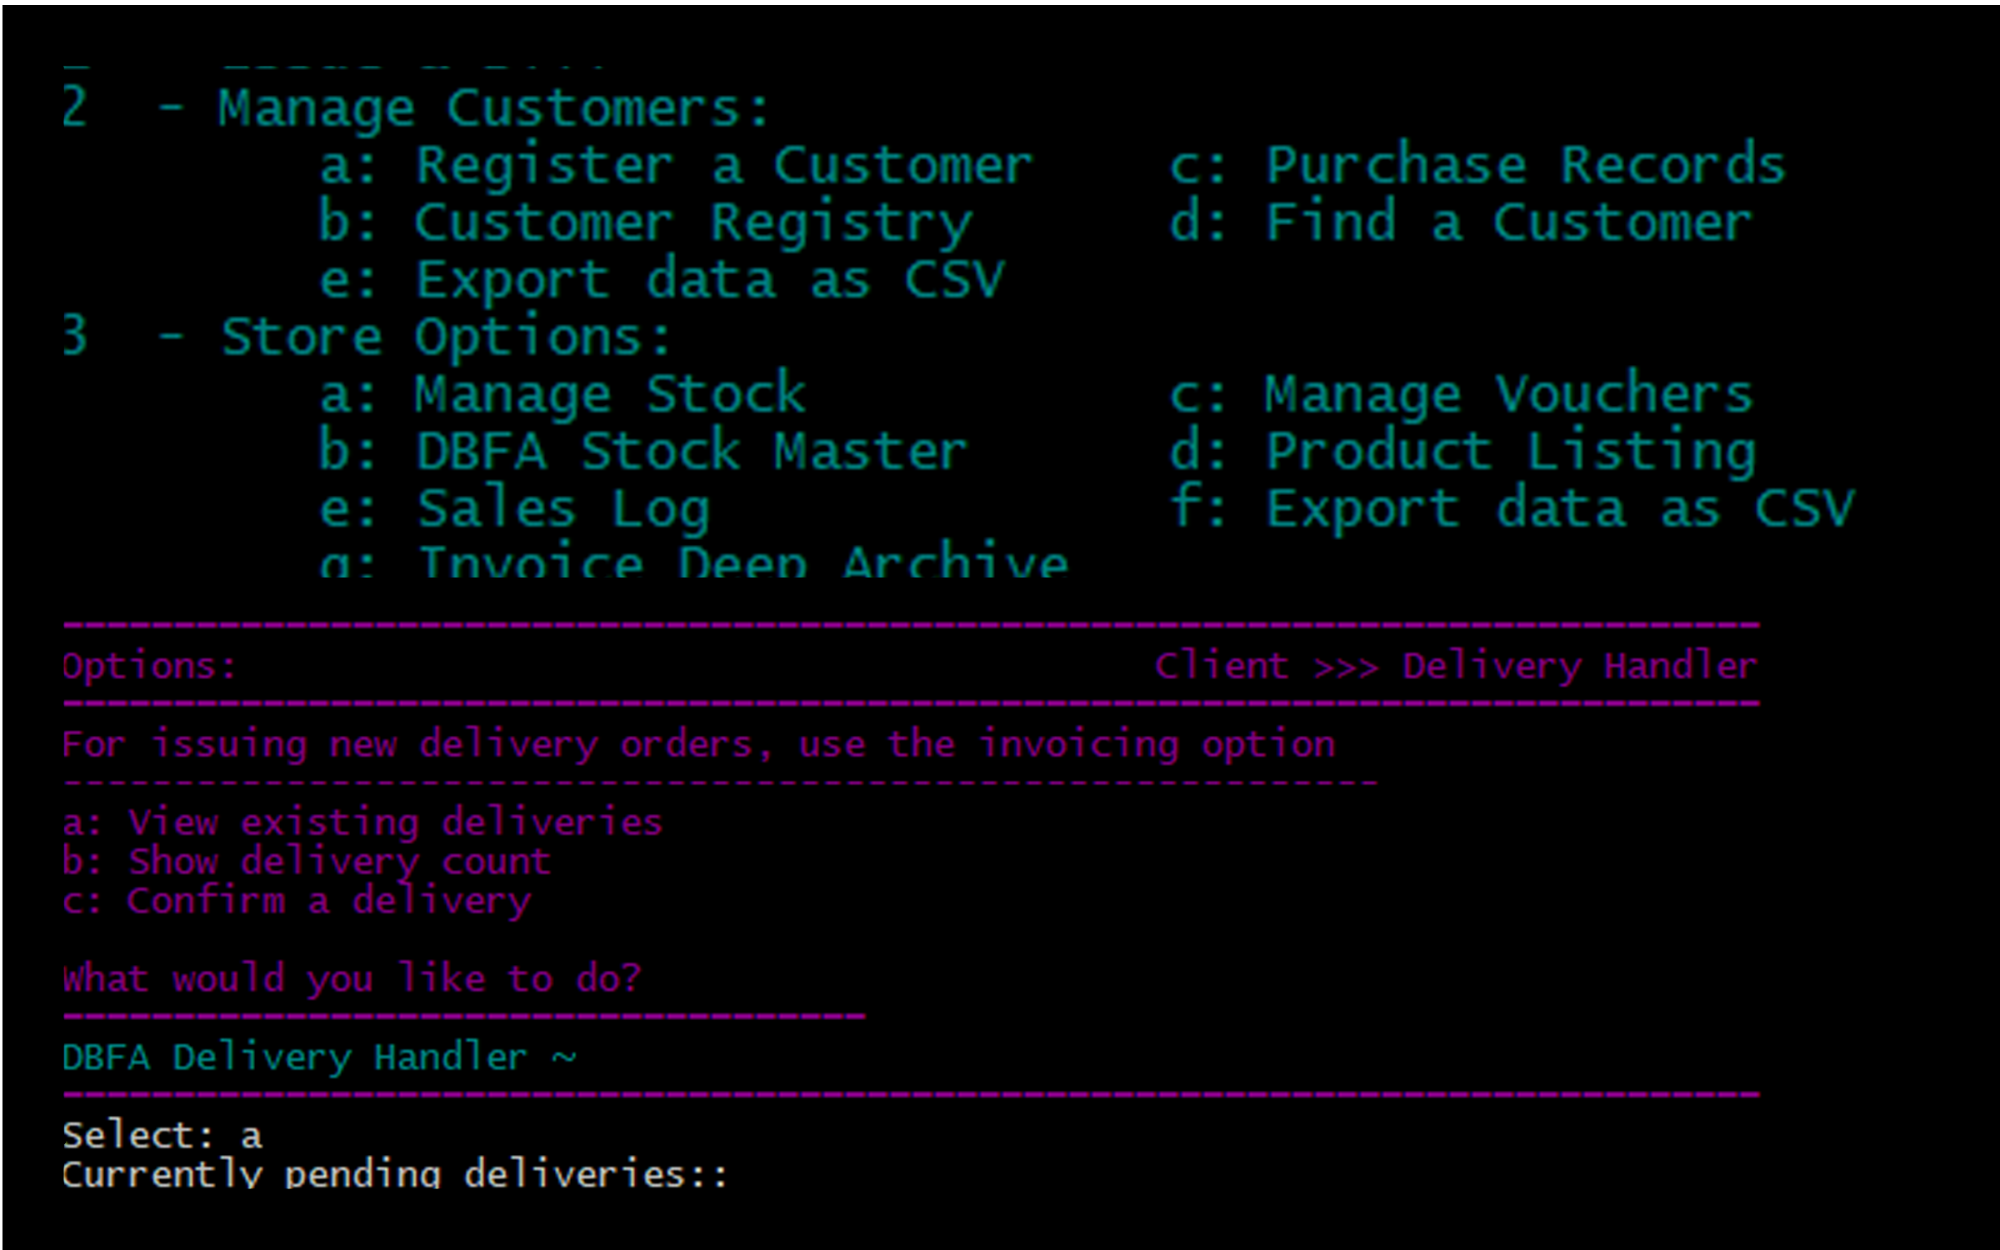 2 - Manage Customers:
a: Register a Customer c: Purchase Records
b: Customer Registry d: Find a Customer
e: Export data as CSV
3 - Store Options:
a: Manage Stock c: Manage Vouchers
b: DBFA Stock Master d: Product Listing
e: Sales Log f: Export data as CSV
g: Invoice Deep Archive
Options: Client >>> Delivery Handler
For issuing new delivery orders, use the invoicing option
a: View existing deliveries
b: Show delivery count
c: Confirm a delivery
What would you like to do?
DBFA Delivery Handler ~
Select: a
Currently pending deliveries::